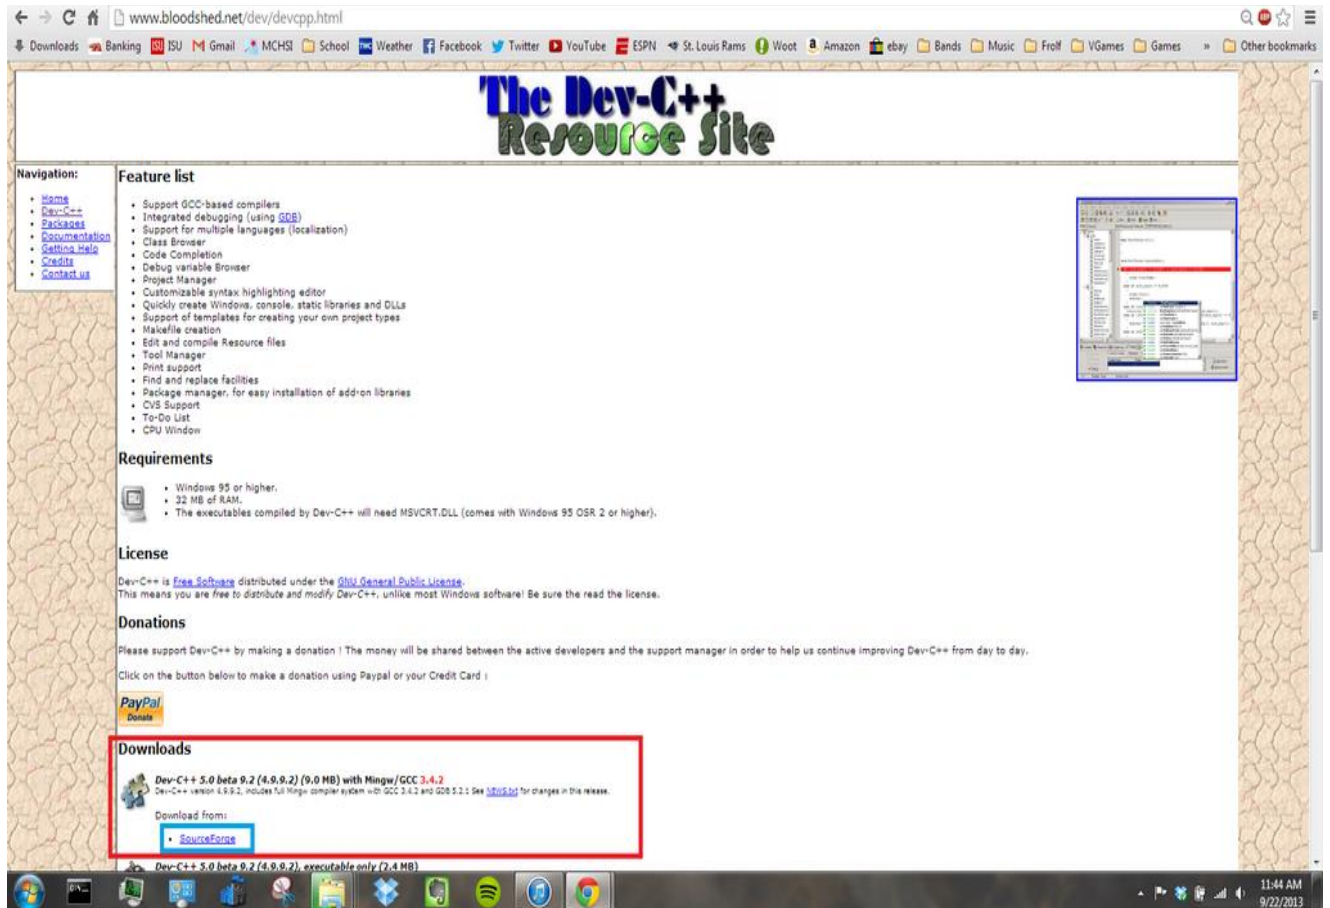 www.bloodshed.net/dev/devcpp.html
Downloads Banking ISU ISU Gmail MCHSI School Weather Facebook Twitter YouTube ESPN St. Louis Rams Woot Amazon ebay Bands Music Frolf VGames Games » Other bookmarks
The Dev-C++
Resource Site
Navigation:
• Home
• Dev-C++
• Packages
• Documentation
• Getting Help
• Credits
• Contact us
Feature list
• Support GCC-based compilers
• Integrated debugging (using GDB)
• Support for multiple languages (localization)
• Class Browser
• Code Completion
• Debug variable Browser
• Project Manager
• Customizable syntax highlighting editor
• Quickly create Windows, console, static libraries and DLLs
• Support of templates for creating your own project types
• Makefile creation
• Edit and compile Resource files
• Tool Manager
• Print support
• Find and replace facilities
• Package manager, for easy installation of add-on libraries
• CVS Support
• To-Do List
• CPU Window
Requirements
• Windows 95 or higher.
• 32 MB of RAM.
• The executables compiled by Dev-C++ will need MSVCRT.DLL (comes with Windows 95 OSR 2 or higher).
License
Dev-C++ is Free Software distributed under the GNU General Public License.
This means you are free to distribute and modify Dev-C++, unlike most Windows software! Be sure the read the license.
Donations
Please support Dev-C++ by making a donation ! The money will be shared between the active developers and the support manager in order to help us continue improving Dev-C++ from day to day.
Click on the button below to make a donation using Paypal or your Credit Card :
PayPal
Donate
Downloads
Dev-C++ 5.0 beta 9.2 (4.9.9.2) (9.0 MB) with Mingw/GCC 3.4.2
Dev-C++ version 4.9.9.2, includes full Mingw compiler system with GCC 3.4.2 and GDB 5.2.1 See NEWS.txt for changes in this release.
Download from:
• SourceForge
Dev-C++ 5.0 beta 9.2 (4.9.9.2), executable only (2.4 MB)
11:44 AM
9/22/2013